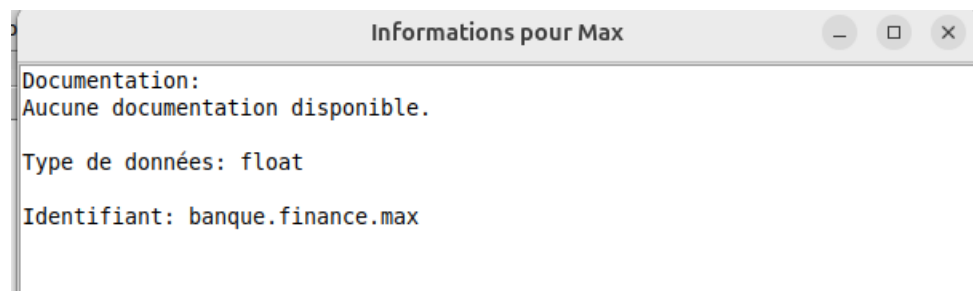 Informations pour Max
Documentation:
Aucune documentation disponible.
Type de données: float
Identifiant: banque.finance.max